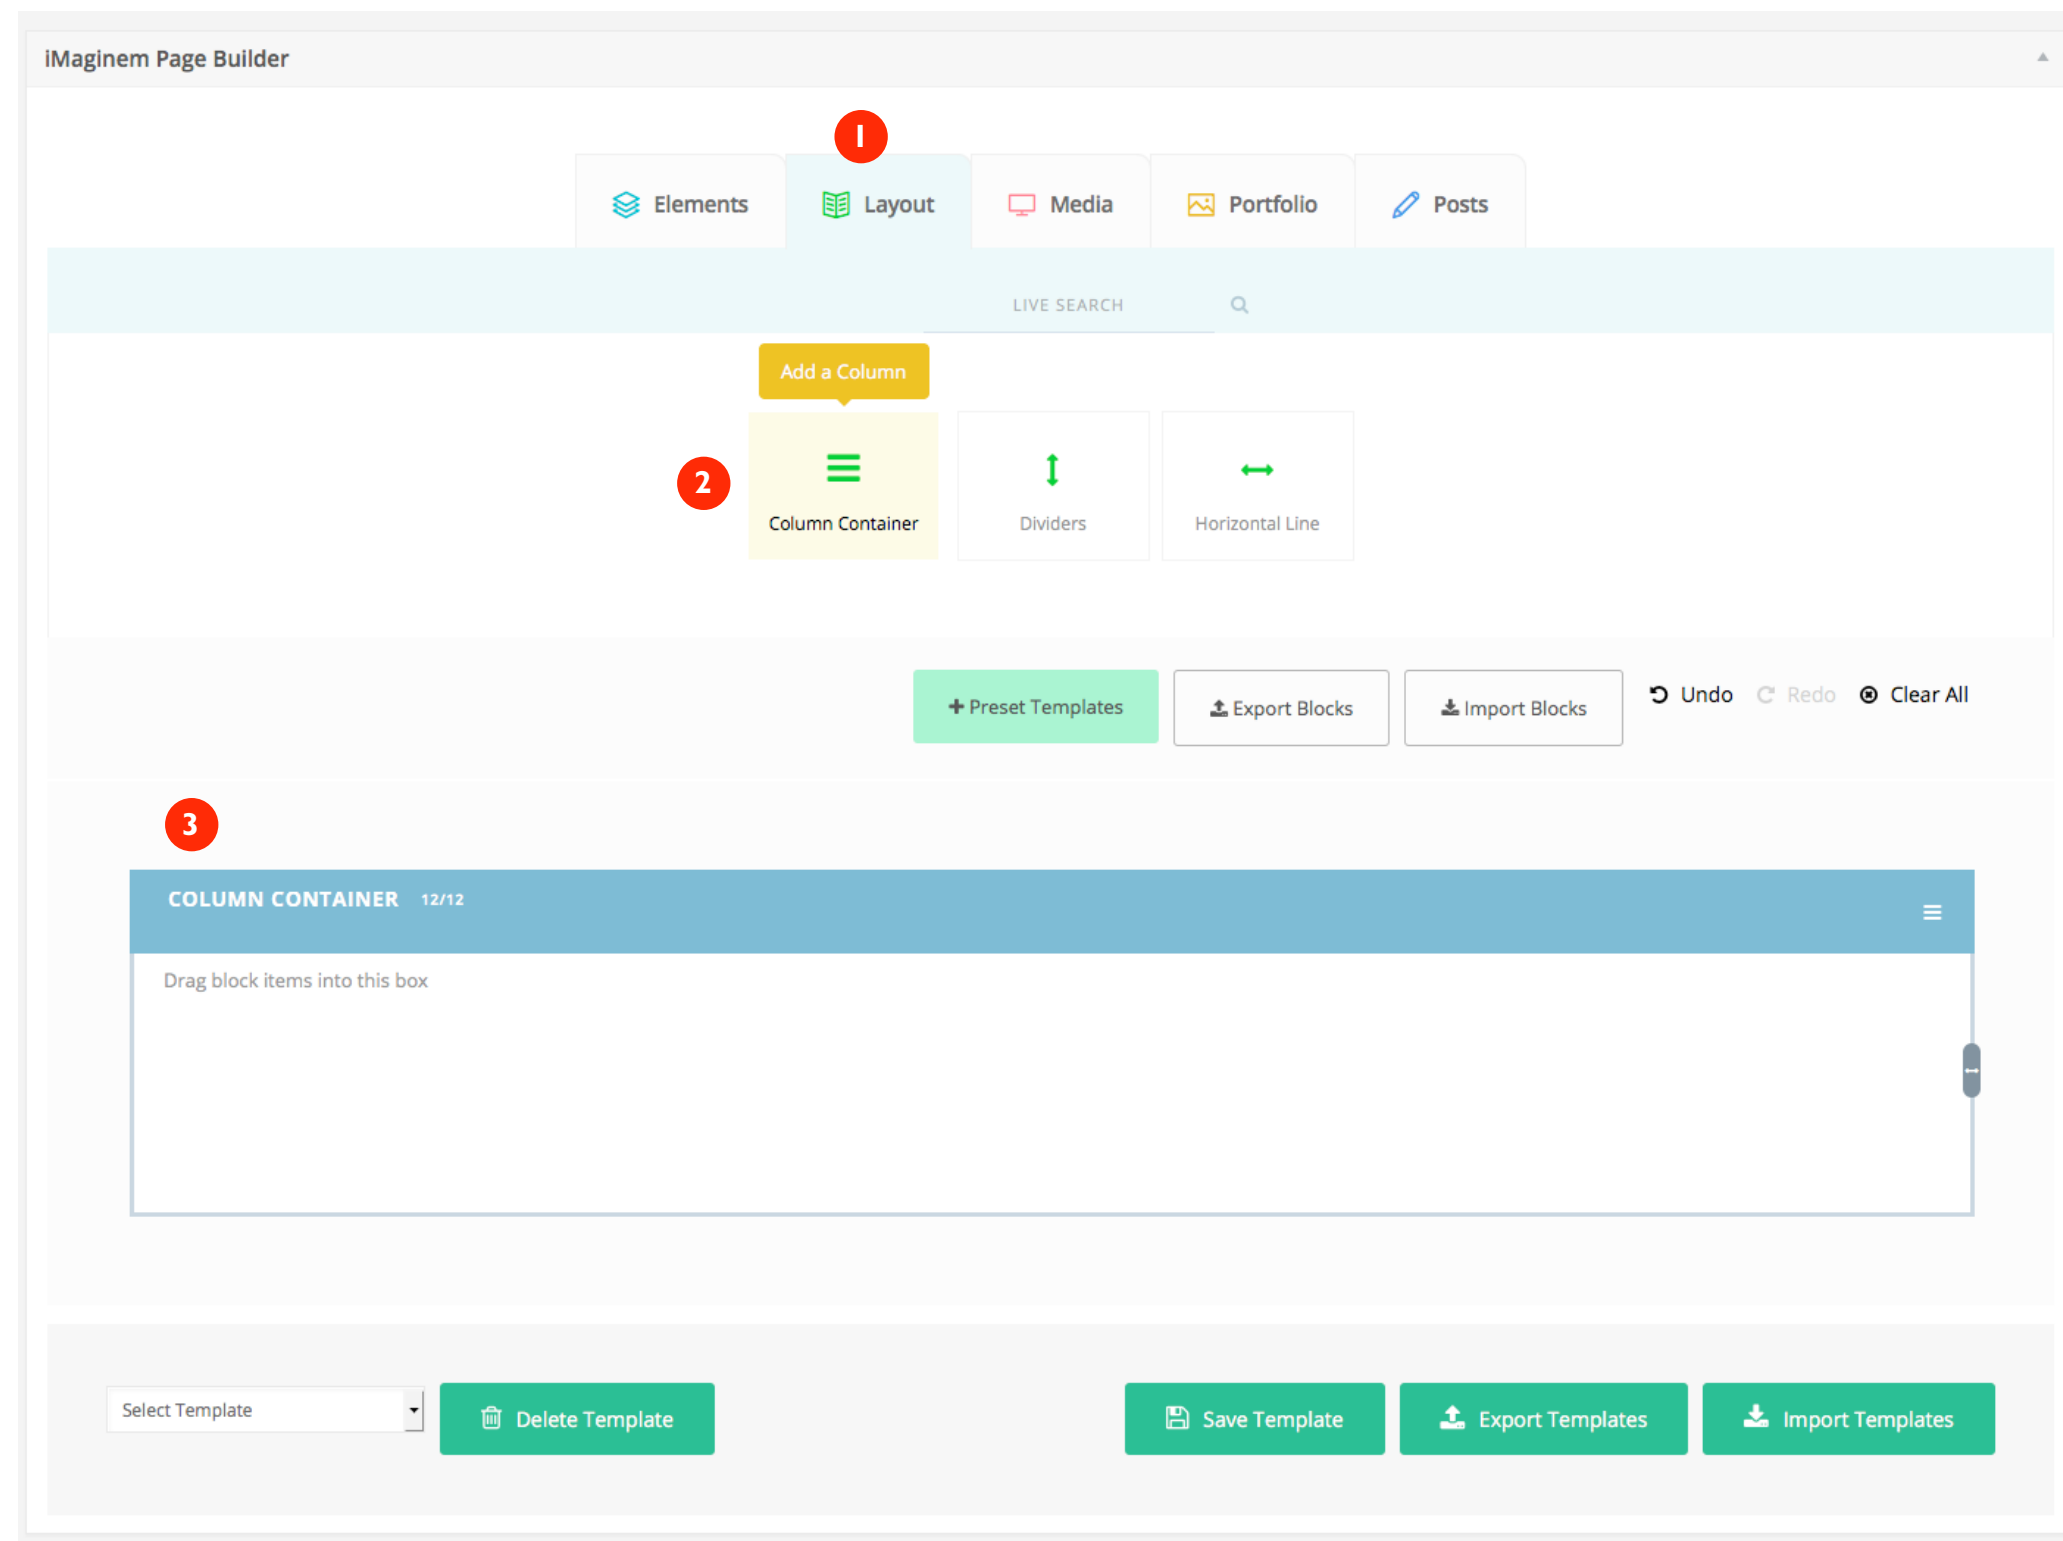 iMaginem Page Builder
1
Elements
Layout
Media
Portfolio
Posts
LIVE SEARCH
Add a Column
2
Column Container
Dividers
Horizontal Line
Preset Templates
Export Blocks
Import Blocks
Undo
Redo
Clear All
3
COLUMN CONTAINER 12/12
Drag block items into this box
Select Template
Delete Template
Save Template
Export Templates
Import Templates